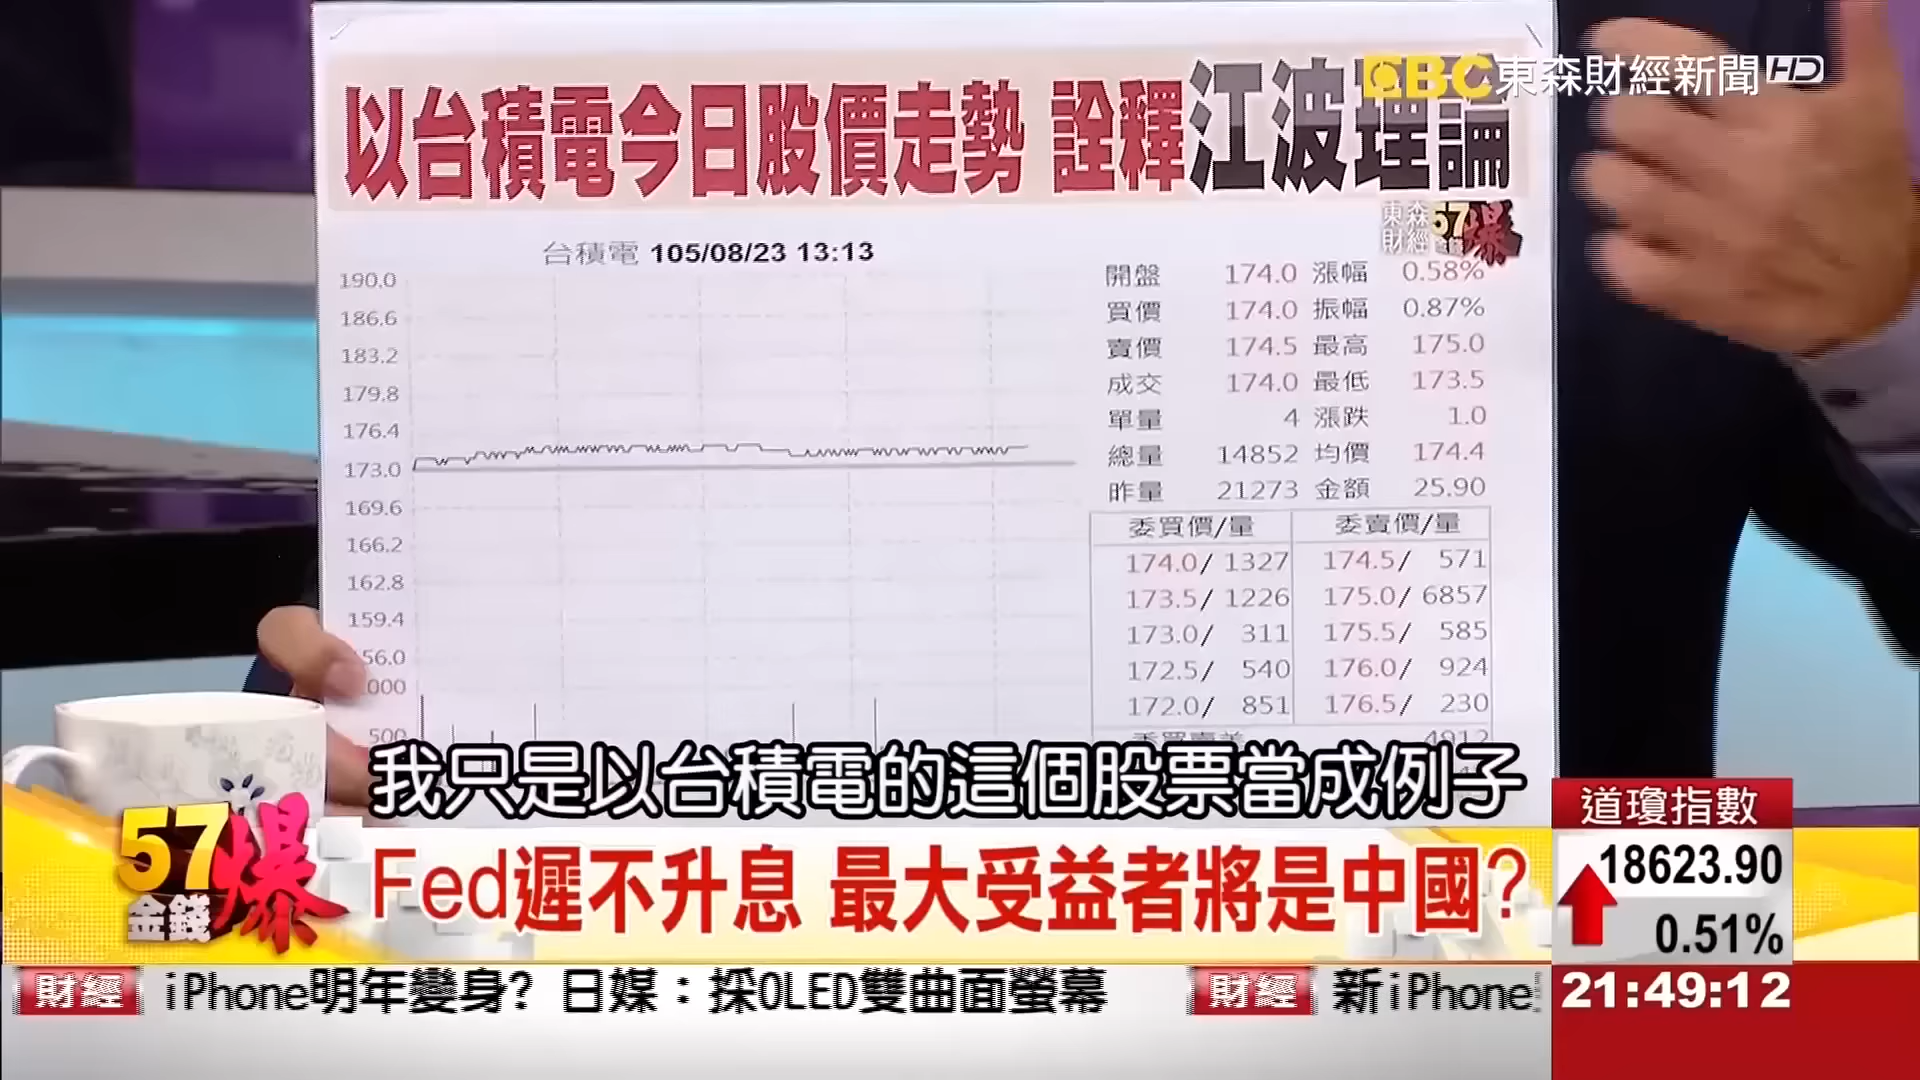 EBC東森財經新聞HD
以台積電今日股價走勢 詮釋江波理論
東森財經 57金錢爆
台積電 105/08/23 13:13
190.0
186.6
183.2
179.8
176.4
173.0
169.6
166.2
162.8
159.4
56.0
000
500
開盤 174.0 漲幅 0.58%
買價 174.0 振幅 0.87%
賣價 174.5 最高 175.0
成交 174.0 最低 173.5
單量 4 漲跌 1.0
總量 14852 均價 174.4
昨量 21273 金額 25.90
委買價/量 委賣價/量
174.0/ 1327 174.5/ 571
173.5/ 1226 175.0/ 6857
173.0/ 311 175.5/ 585
172.5/ 540 176.0/ 924
172.0/ 851 176.5/ 230
4912
我只是以台積電的這個股票當成例子
57金錢爆
Fed遲不升息 最大受益者將是中國?
道瓊指數
18623.90
0.51%
財經 iPhone明年變身? 日媒：採OLED雙曲面螢幕 財經 新iPhone
21:49:12